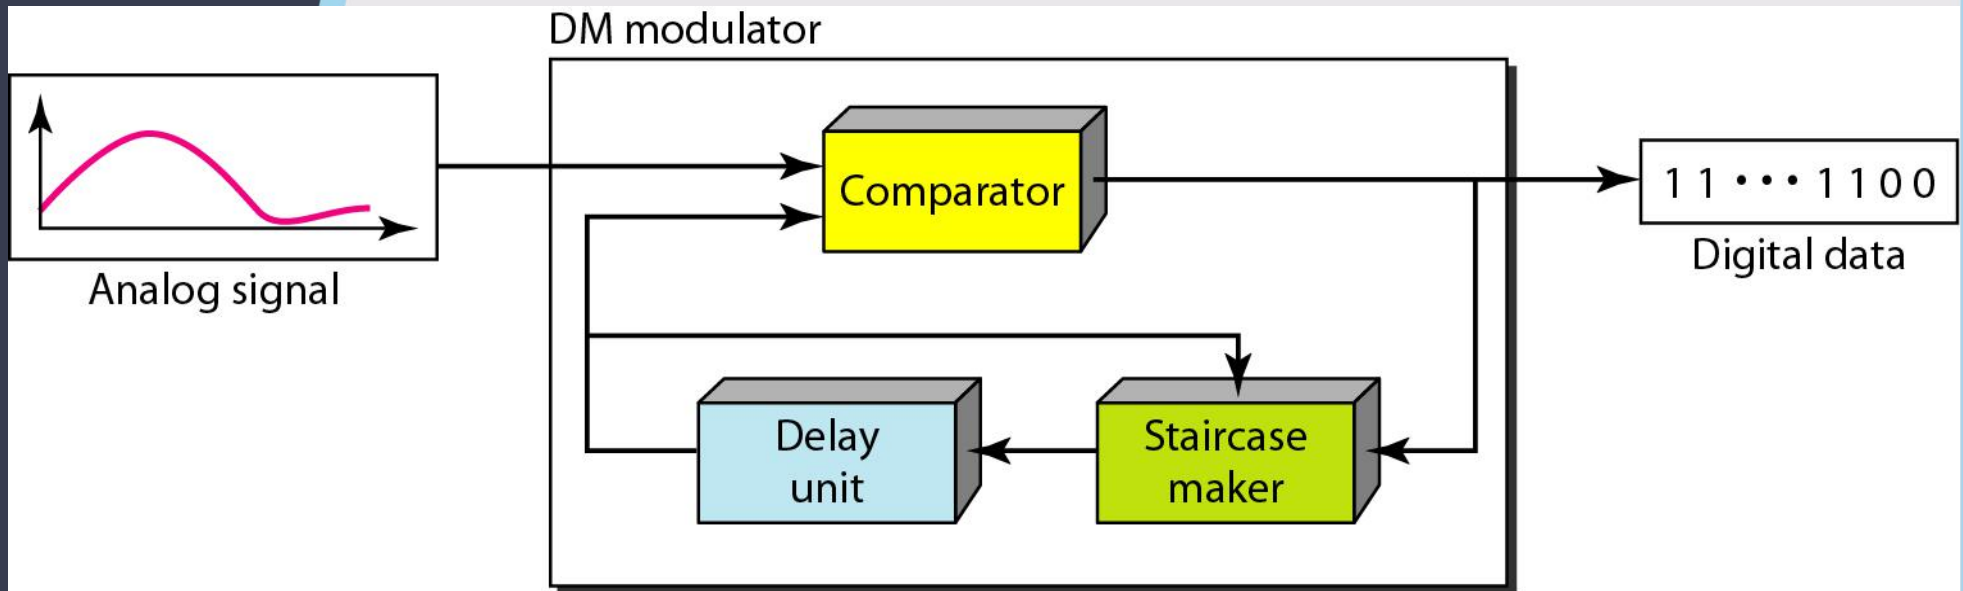 DM modulator
Analog signal
Comparator
1 1 • • • 1 1 0 0
Digital data
Delay
unit
Staircase
maker